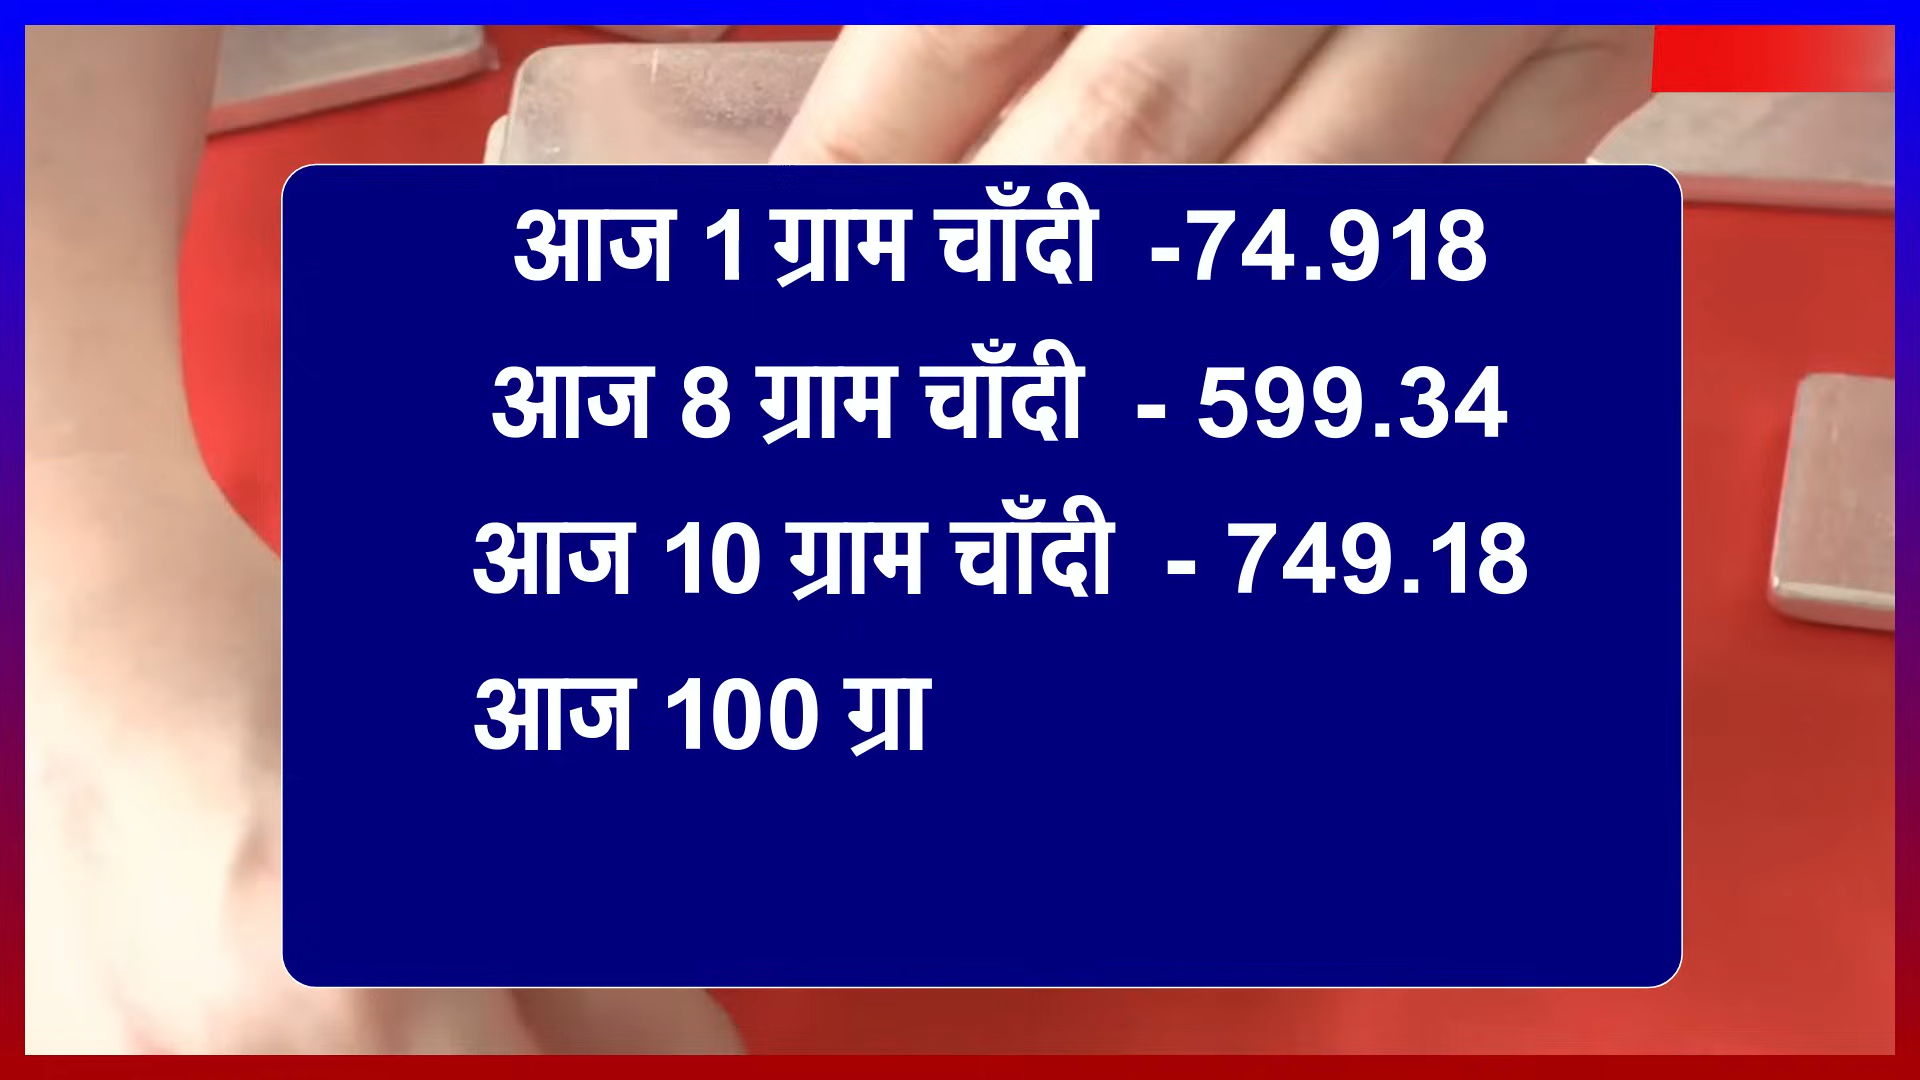 आज 1 ग्राम चाँदी -74.918
आज 8 ग्राम चाँदी - 599.34
आज 10 ग्राम चाँदी - 749.18
आज 100 ग्रा